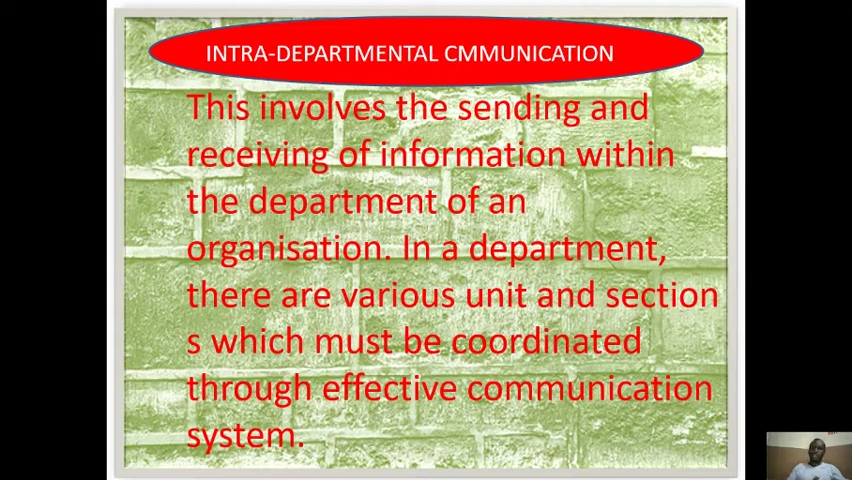 INTRA-DEPARTMENTAL CMMUNICATION
This involves the sending and
receiving of information within
the department of an
organisation. In a department,
there are various unit and section
s which must be coordinated
through effective communication
system.